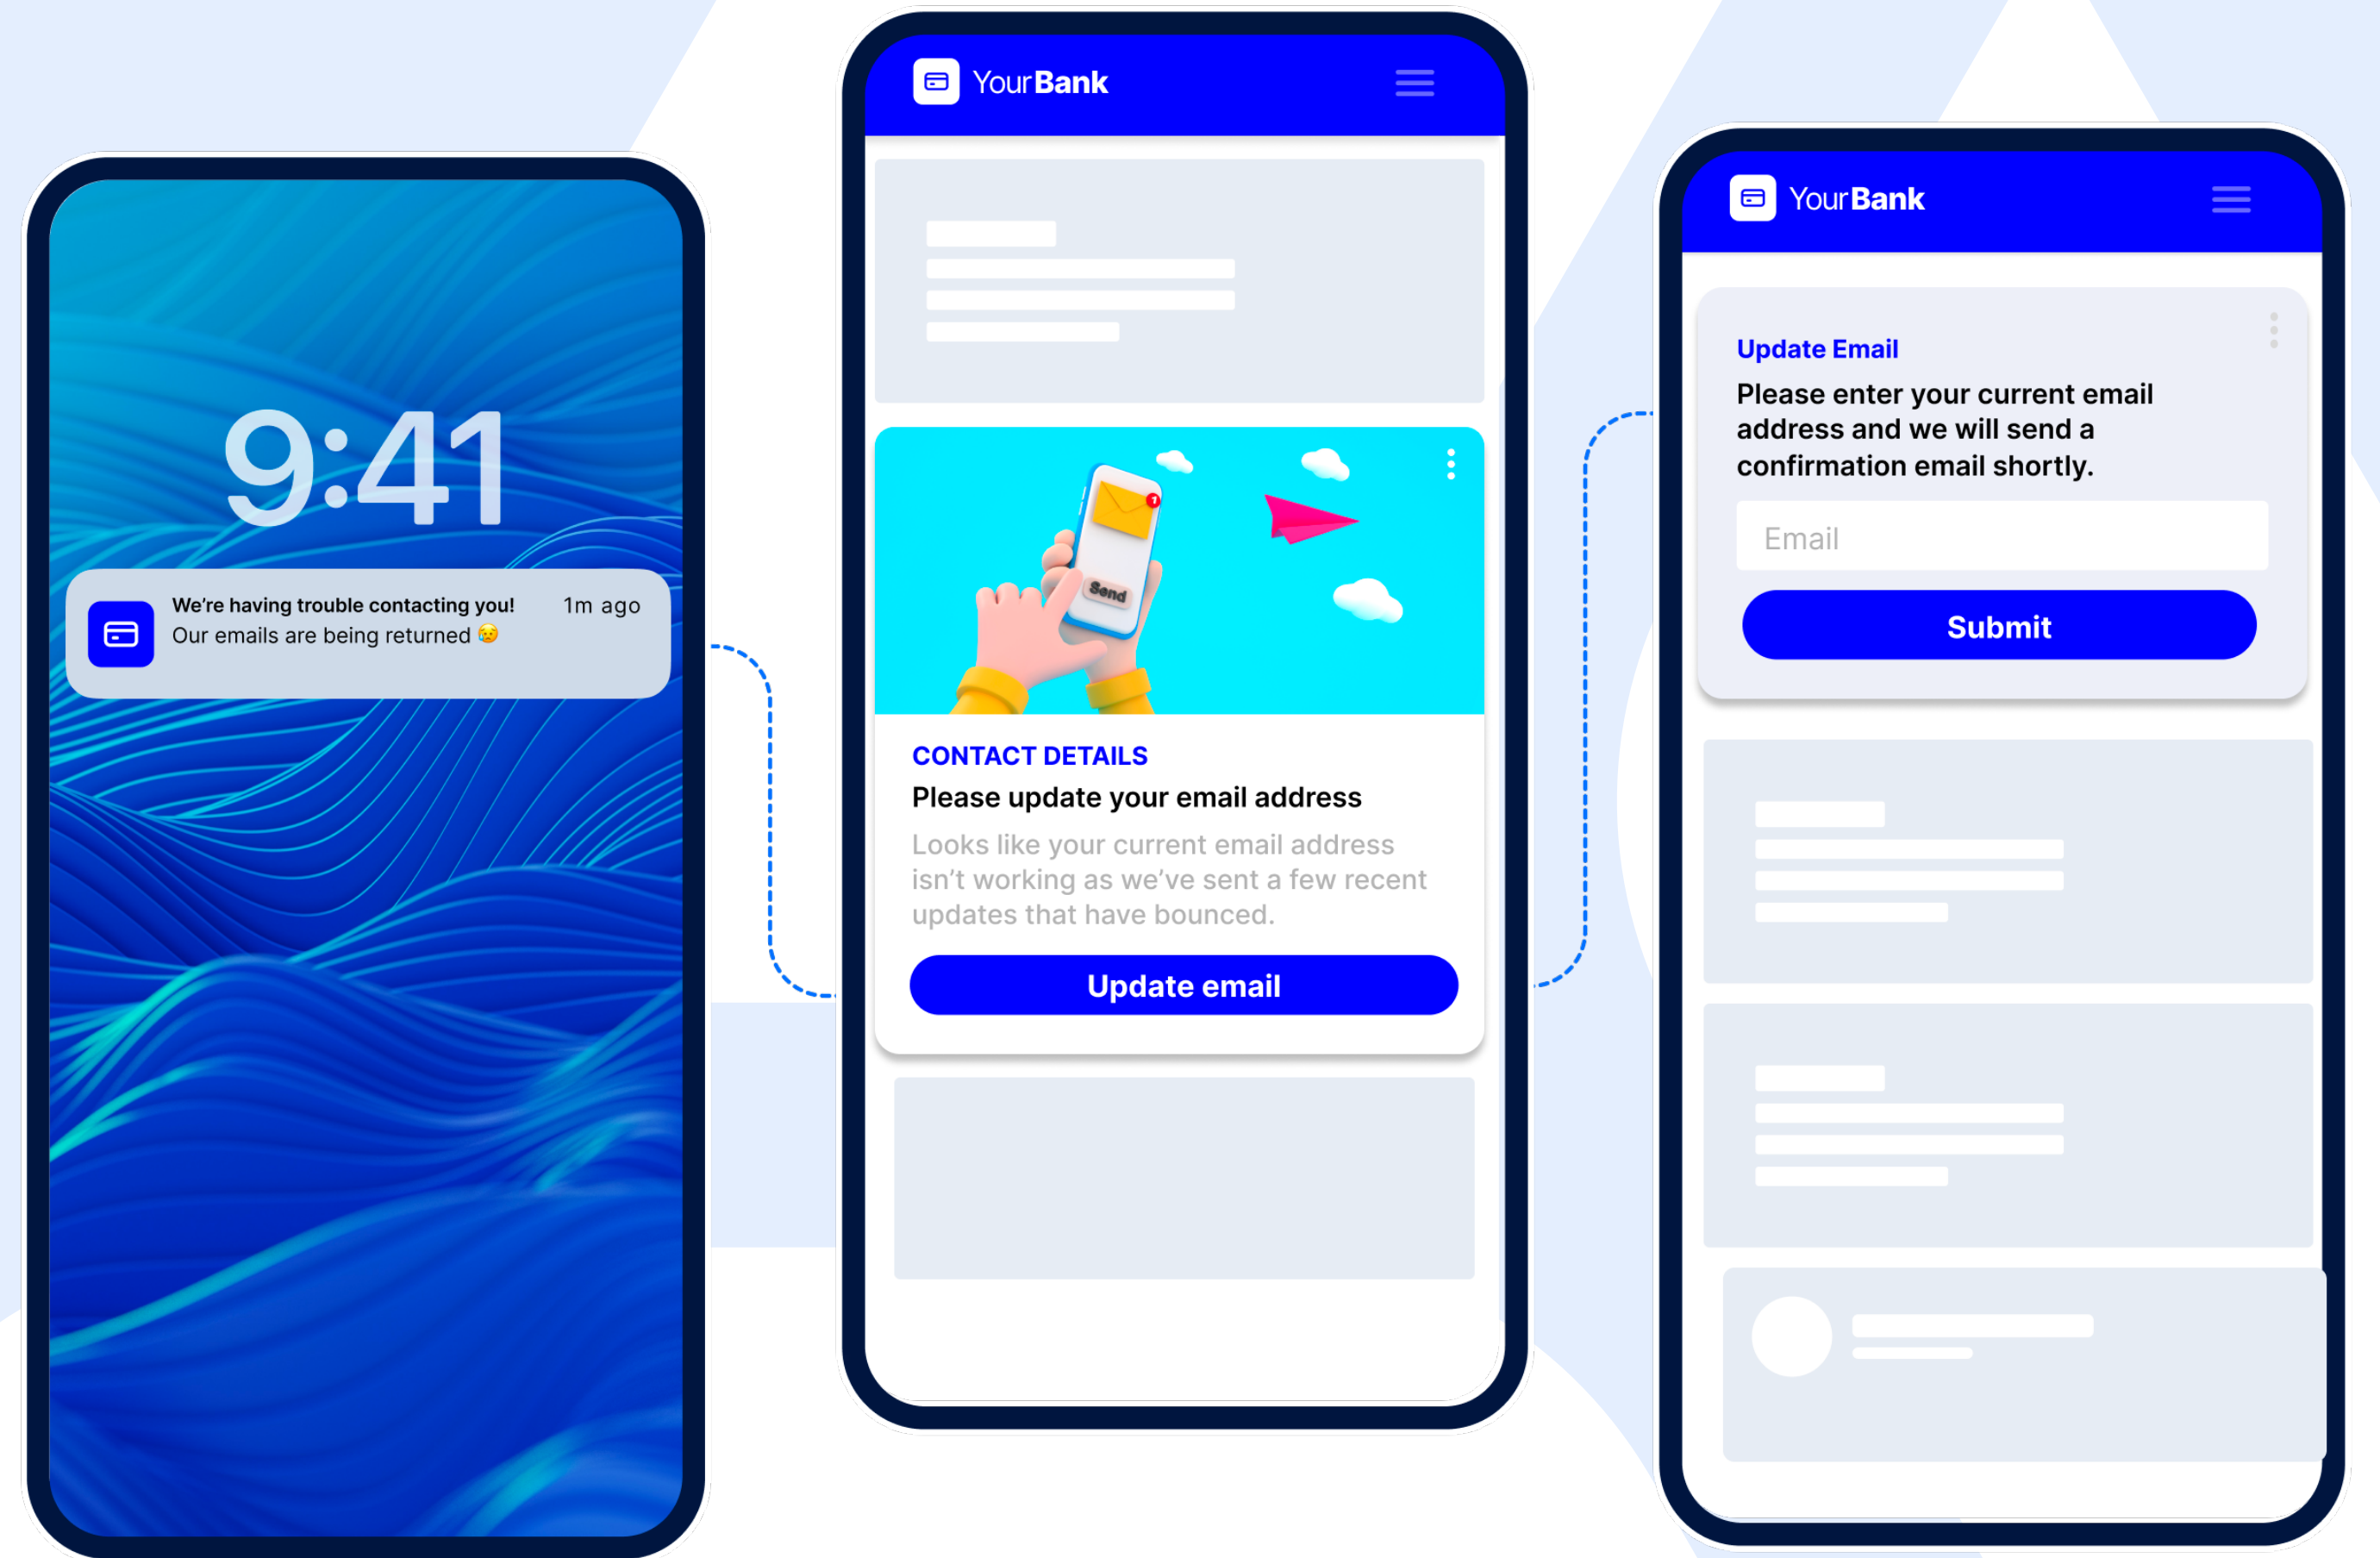 9:41
We’re having trouble contacting you!
1m ago
Our emails are being returned 😥
YourBank
1
Send
CONTACT DETAILS
Please update your email address
Looks like your current email address
isn’t working as we’ve sent a few recent
updates that have bounced.
Update email
YourBank
Update Email
Please enter your current email
address and we will send a
confirmation email shortly.
Email
Submit